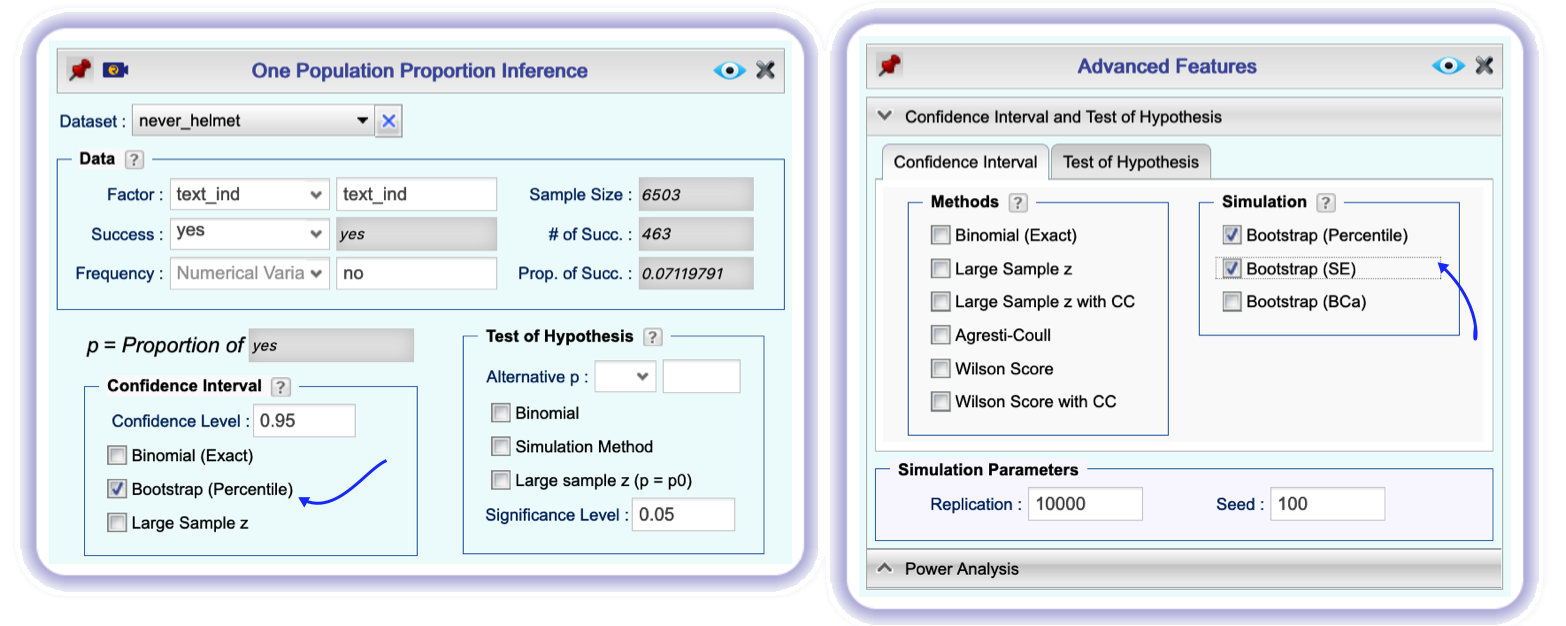 One Population Proportion Inference
Dataset : never_helmet
Data ?
Factor : text_ind text_ind Sample Size : 6503
Success : yes yes # of Succ. : 463
Frequency : Numerical Varia no Prop. of Succ. : 0.07119791
p = Proportion of yes
Confidence Interval ?
Confidence Level : 0.95
Binomial (Exact)
Bootstrap (Percentile)
Large Sample z
Test of Hypothesis ?
Alternative p :
Binomial
Simulation Method
Large sample z (p = p0)
Significance Level : 0.05
Advanced Features
Confidence Interval and Test of Hypothesis
Confidence Interval Test of Hypothesis
Methods ?
Binomial (Exact)
Large Sample z
Large Sample z with CC
Agresti-Coull
Wilson Score
Wilson Score with CC
Simulation ?
Bootstrap (Percentile)
Bootstrap (SE)
Bootstrap (BCa)
Simulation Parameters
Replication : 10000 Seed : 100
Power Analysis